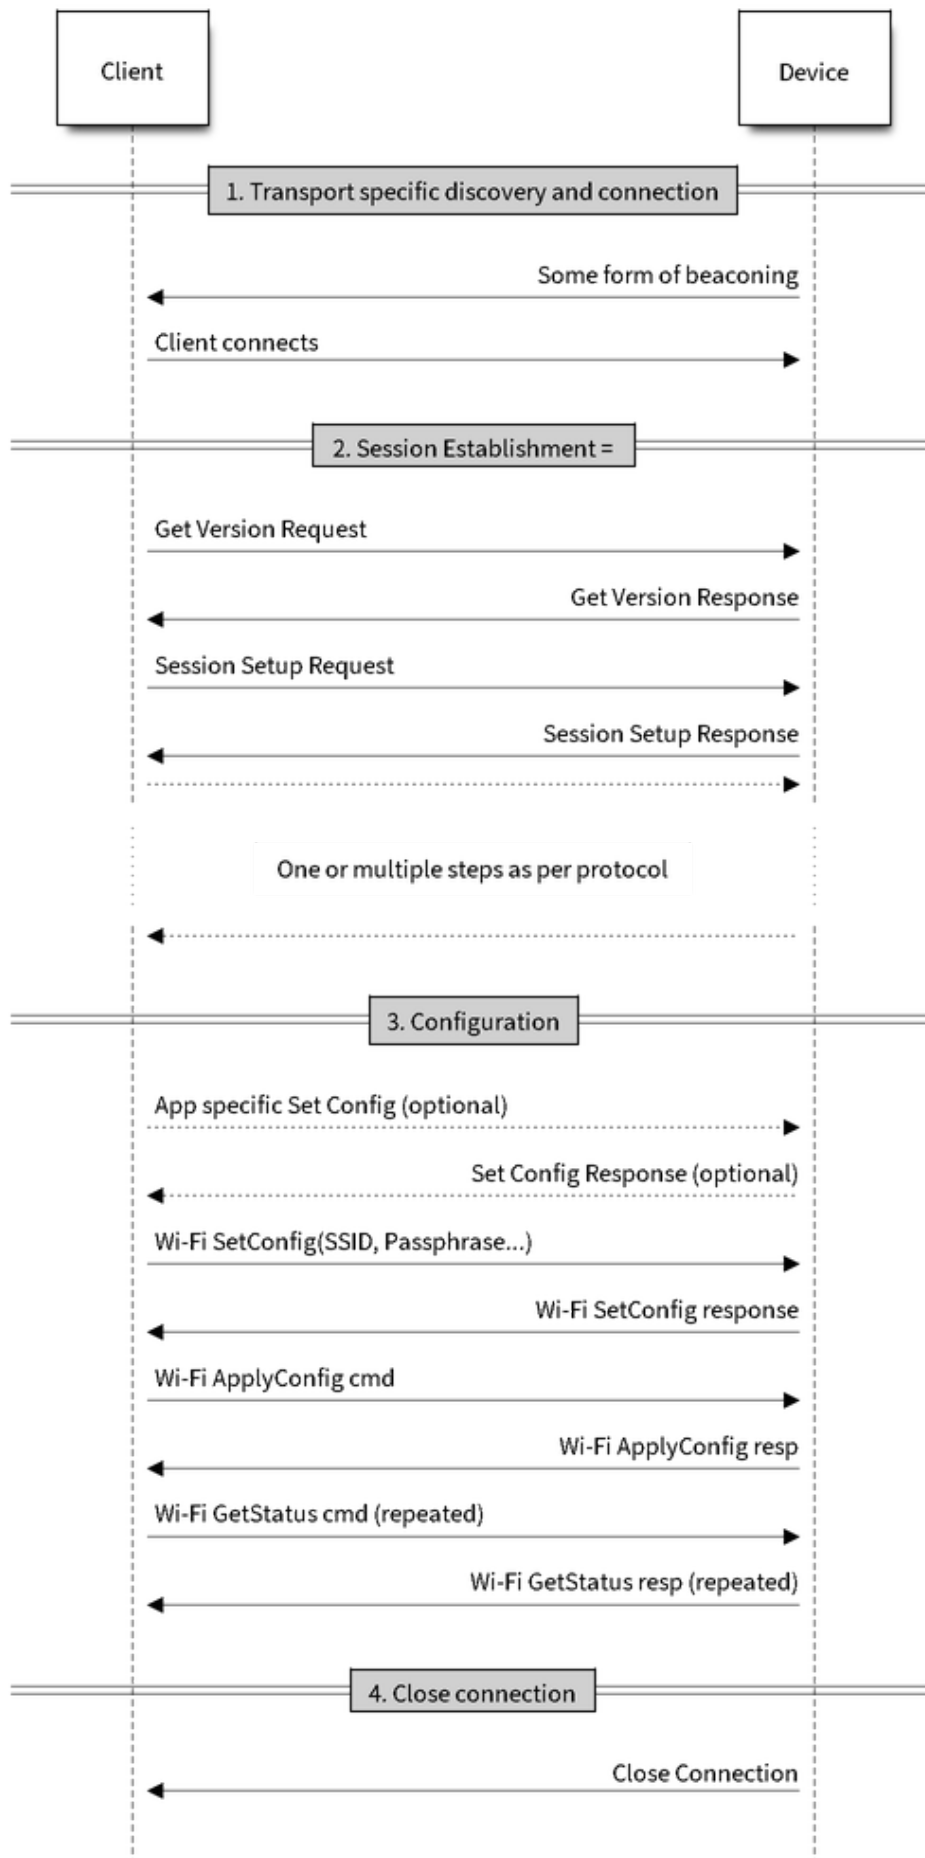 Client
Device
1. Transport specific discovery and connection
Some form of beaconing
Client connects
2. Session Establishment =
Get Version Request
Get Version Response
Session Setup Request
Session Setup Response
One or multiple steps as per protocol
3. Configuration
App specific Set Config (optional)
Set Config Response (optional)
Wi-Fi SetConfig(SSID, Passphrase...)
Wi-Fi SetConfig response
Wi-Fi ApplyConfig cmd
Wi-Fi ApplyConfig resp
Wi-Fi GetStatus cmd (repeated)
Wi-Fi GetStatus resp (repeated)
4. Close connection
Close Connection